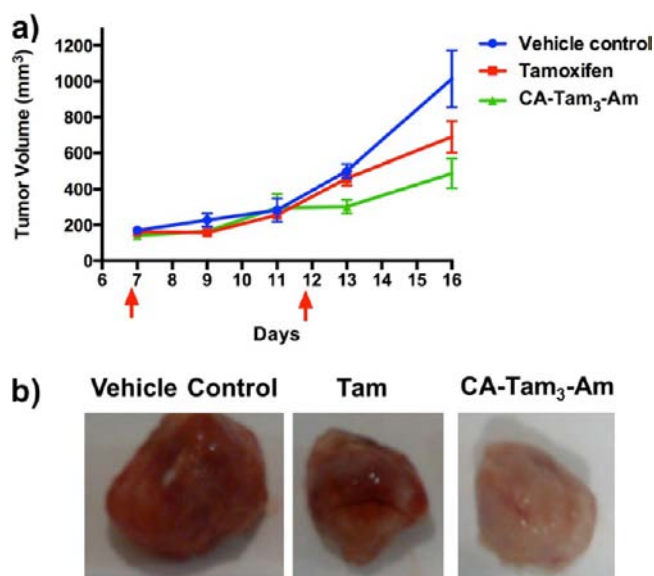 a)
Tumor Volume (mm³)
1200
1000
800
600
400
200
0
6 7 8 9 10 11 12 13 14 15 16
Days
Vehicle control
Tamoxifen
CA-Tam₃-Am
b)
Vehicle Control Tam CA-Tam₃-Am